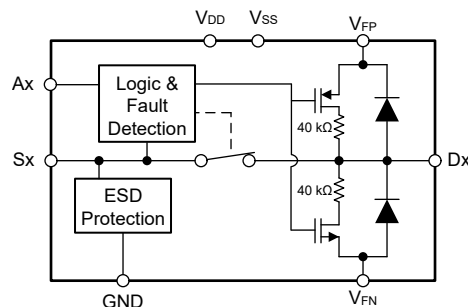 VDD VSS VFP
Ax
Logic &
Fault
Detection
40 kΩ
Sx
Dx
40 kΩ
ESD
Protection
GND VFN